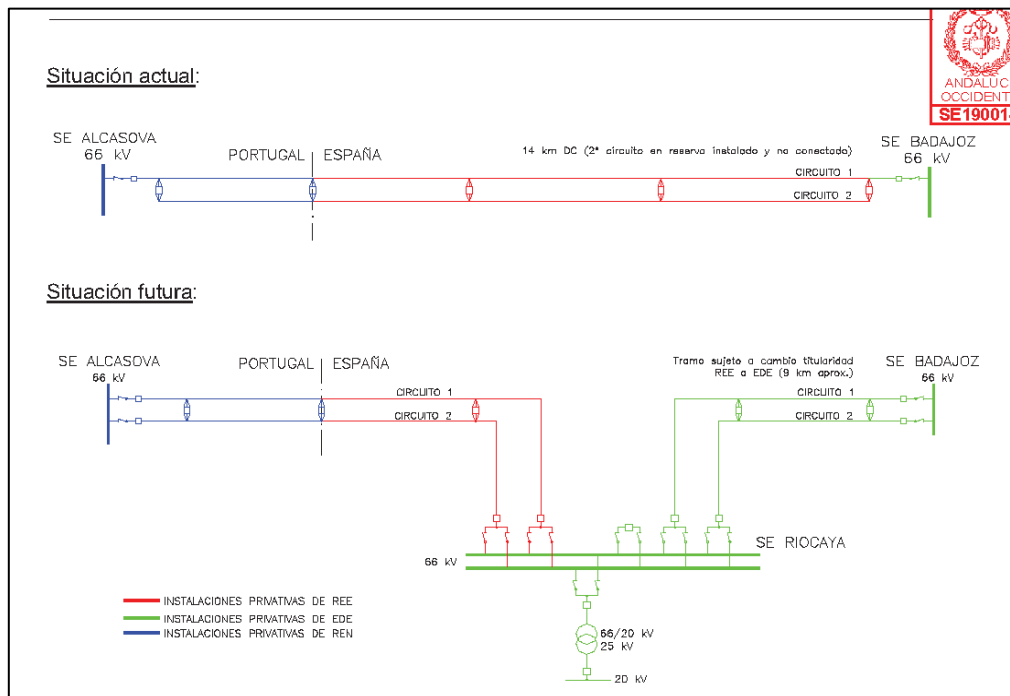 ANDALUC
OCCIDENT
SE19001
Situación actual:
SE ALCASOVA
66 kV
PORTUGAL
ESPAÑA
14 km DC (2º circuito en reserva instalado y no conectado)
SE BADAJOZ
66 kV
CIRCUITO 1
CIRCUITO 2
Situación futura:
SE ALCASOVA
66 kV
PORTUGAL
ESPAÑA
Tramo sujeto a cambio titularidad
REE a EDE (9 km aprox.)
SE BADAJOZ
66 kV
CIRCUITO 1
CIRCUITO 2
CIRCUITO 1
CIRCUITO 2
SE RIOCAYA
66 kV
INSTALACIONES PRIVATIVAS DE REE
INSTALACIONES PRIVATIVAS DE EDE
INSTALACIONES PRIVATIVAS DE REN
66/20 kV
25 kV
20 kV